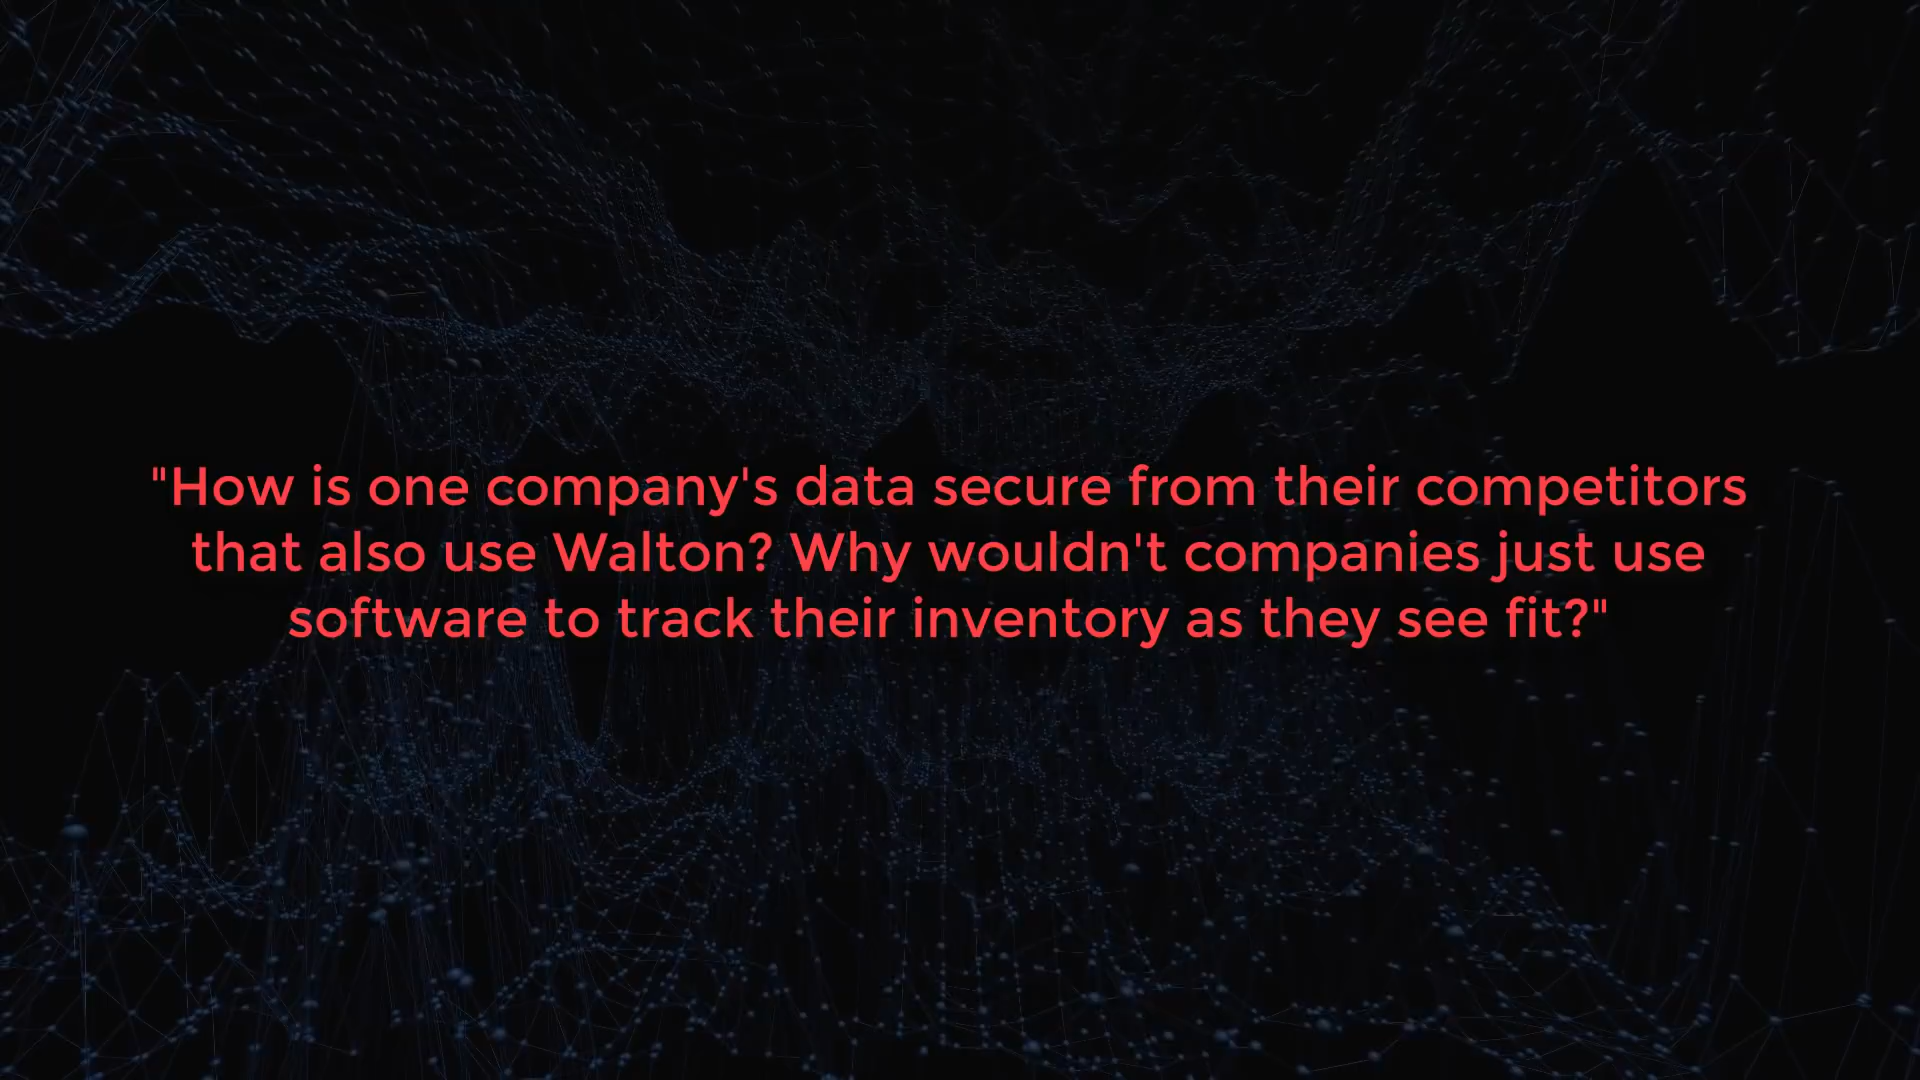 "How is one company's data secure from their competitors
that also use Walton? Why wouldn't companies just use
software to track their inventory as they see fit?"